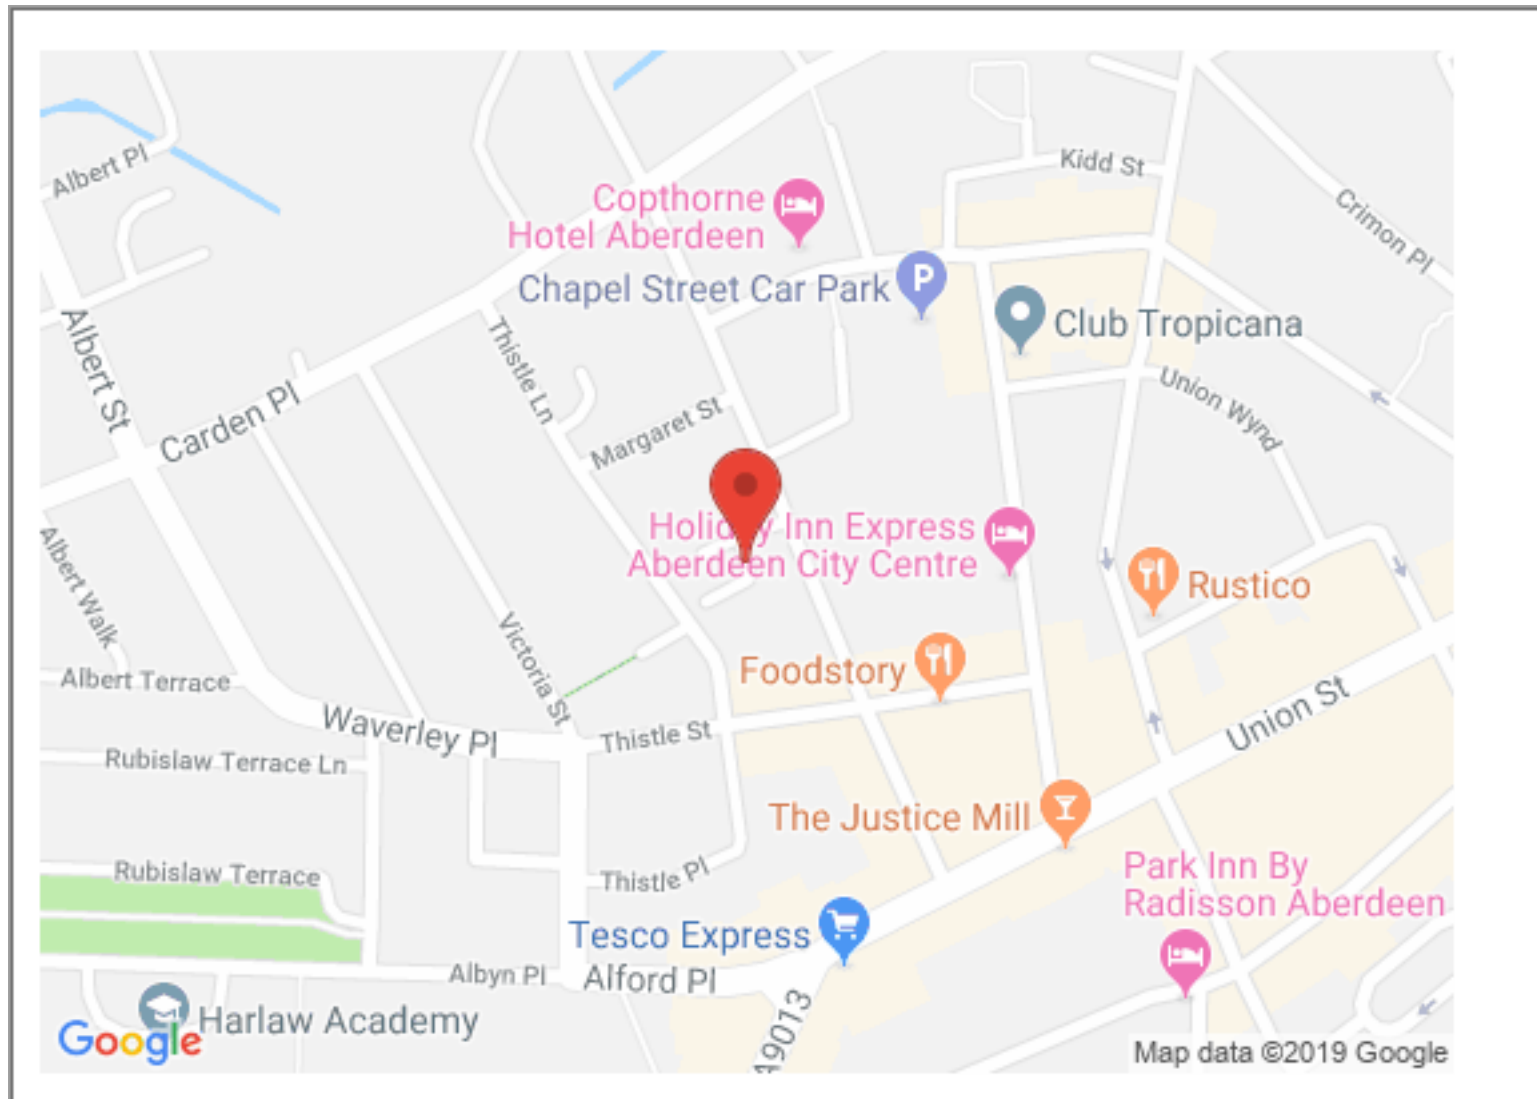 Albert Pl
Kidd St
Copthorne
Hotel Aberdeen
Crimon Pl
Chapel Street Car Park
P
Club Tropicana
Albert St
Thistle Ln
Union Wynd
Carden Pl
Margaret St
Holiday Inn Express
Aberdeen City Centre
Albert Walk
Rustico
Victoria St
Foodstory
Albert Terrace
Union St
Waverley Pl
Thistle St
Rubislaw Terrace Ln
The Justice Mill
Rubislaw Terrace
Thistle Pl
Park Inn By
Radisson Aberdeen
Tesco Express
Albyn Pl
Alford Pl
Harlaw Academy
A9013
Google
Map data ©2019 Google